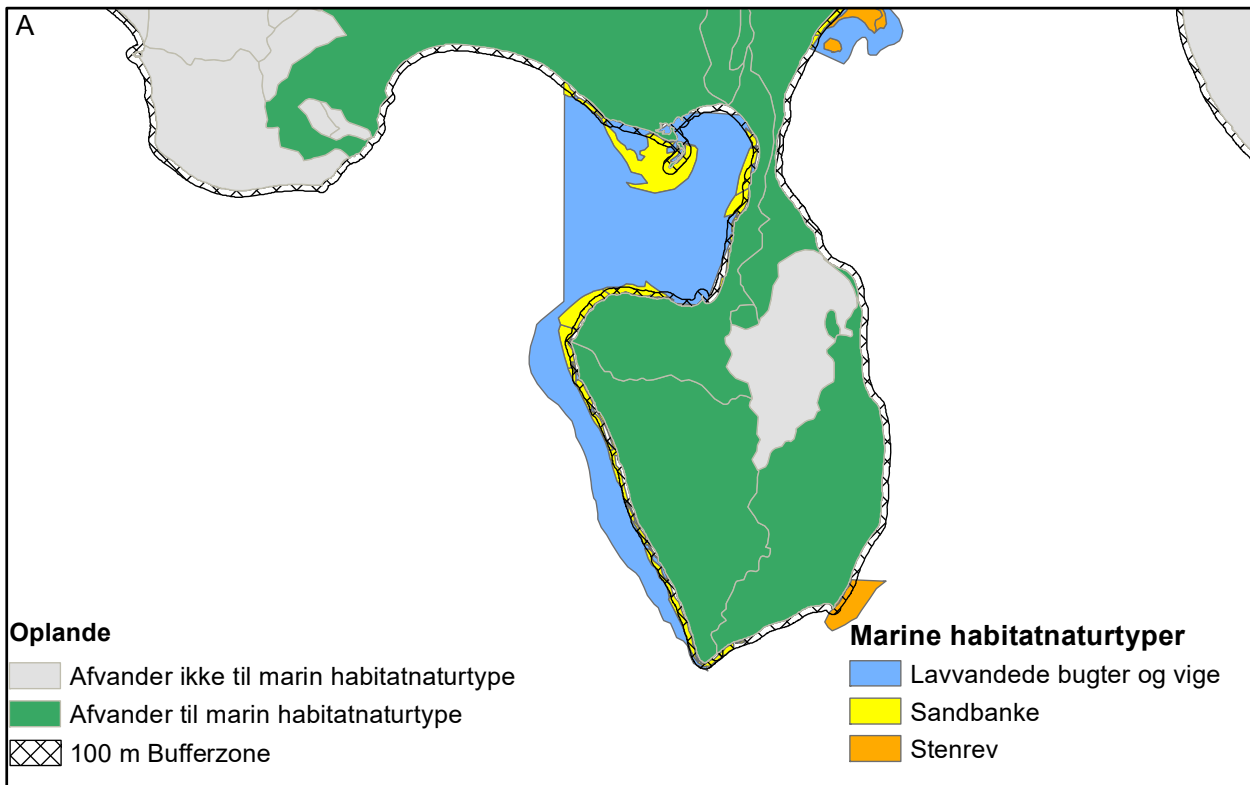 A
Oplande
Afvander ikke til marin habitatnaturtype
Afvander til marin habitatnaturtype
100 m Bufferzone
Marine habitatnaturtyper
Lavvandede bugter og vige
Sandbanke
Stenrev